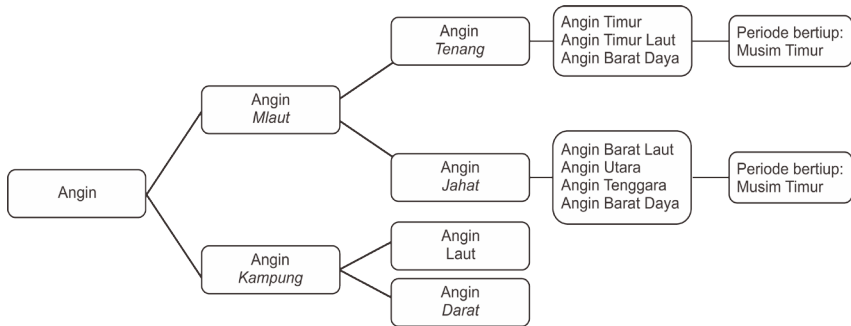 Angin
Angin
Mlaut
Angin
Kampung
Angin
Tenang
Angin
Jahat
Angin
Laut
Angin
Darat
Angin Timur
Angin Timur Laut
Angin Barat Daya
Angin Barat Laut
Angin Utara
Angin Tenggara
Angin Barat Daya
Periode bertiup:
Musim Timur
Periode bertiup:
Musim Timur